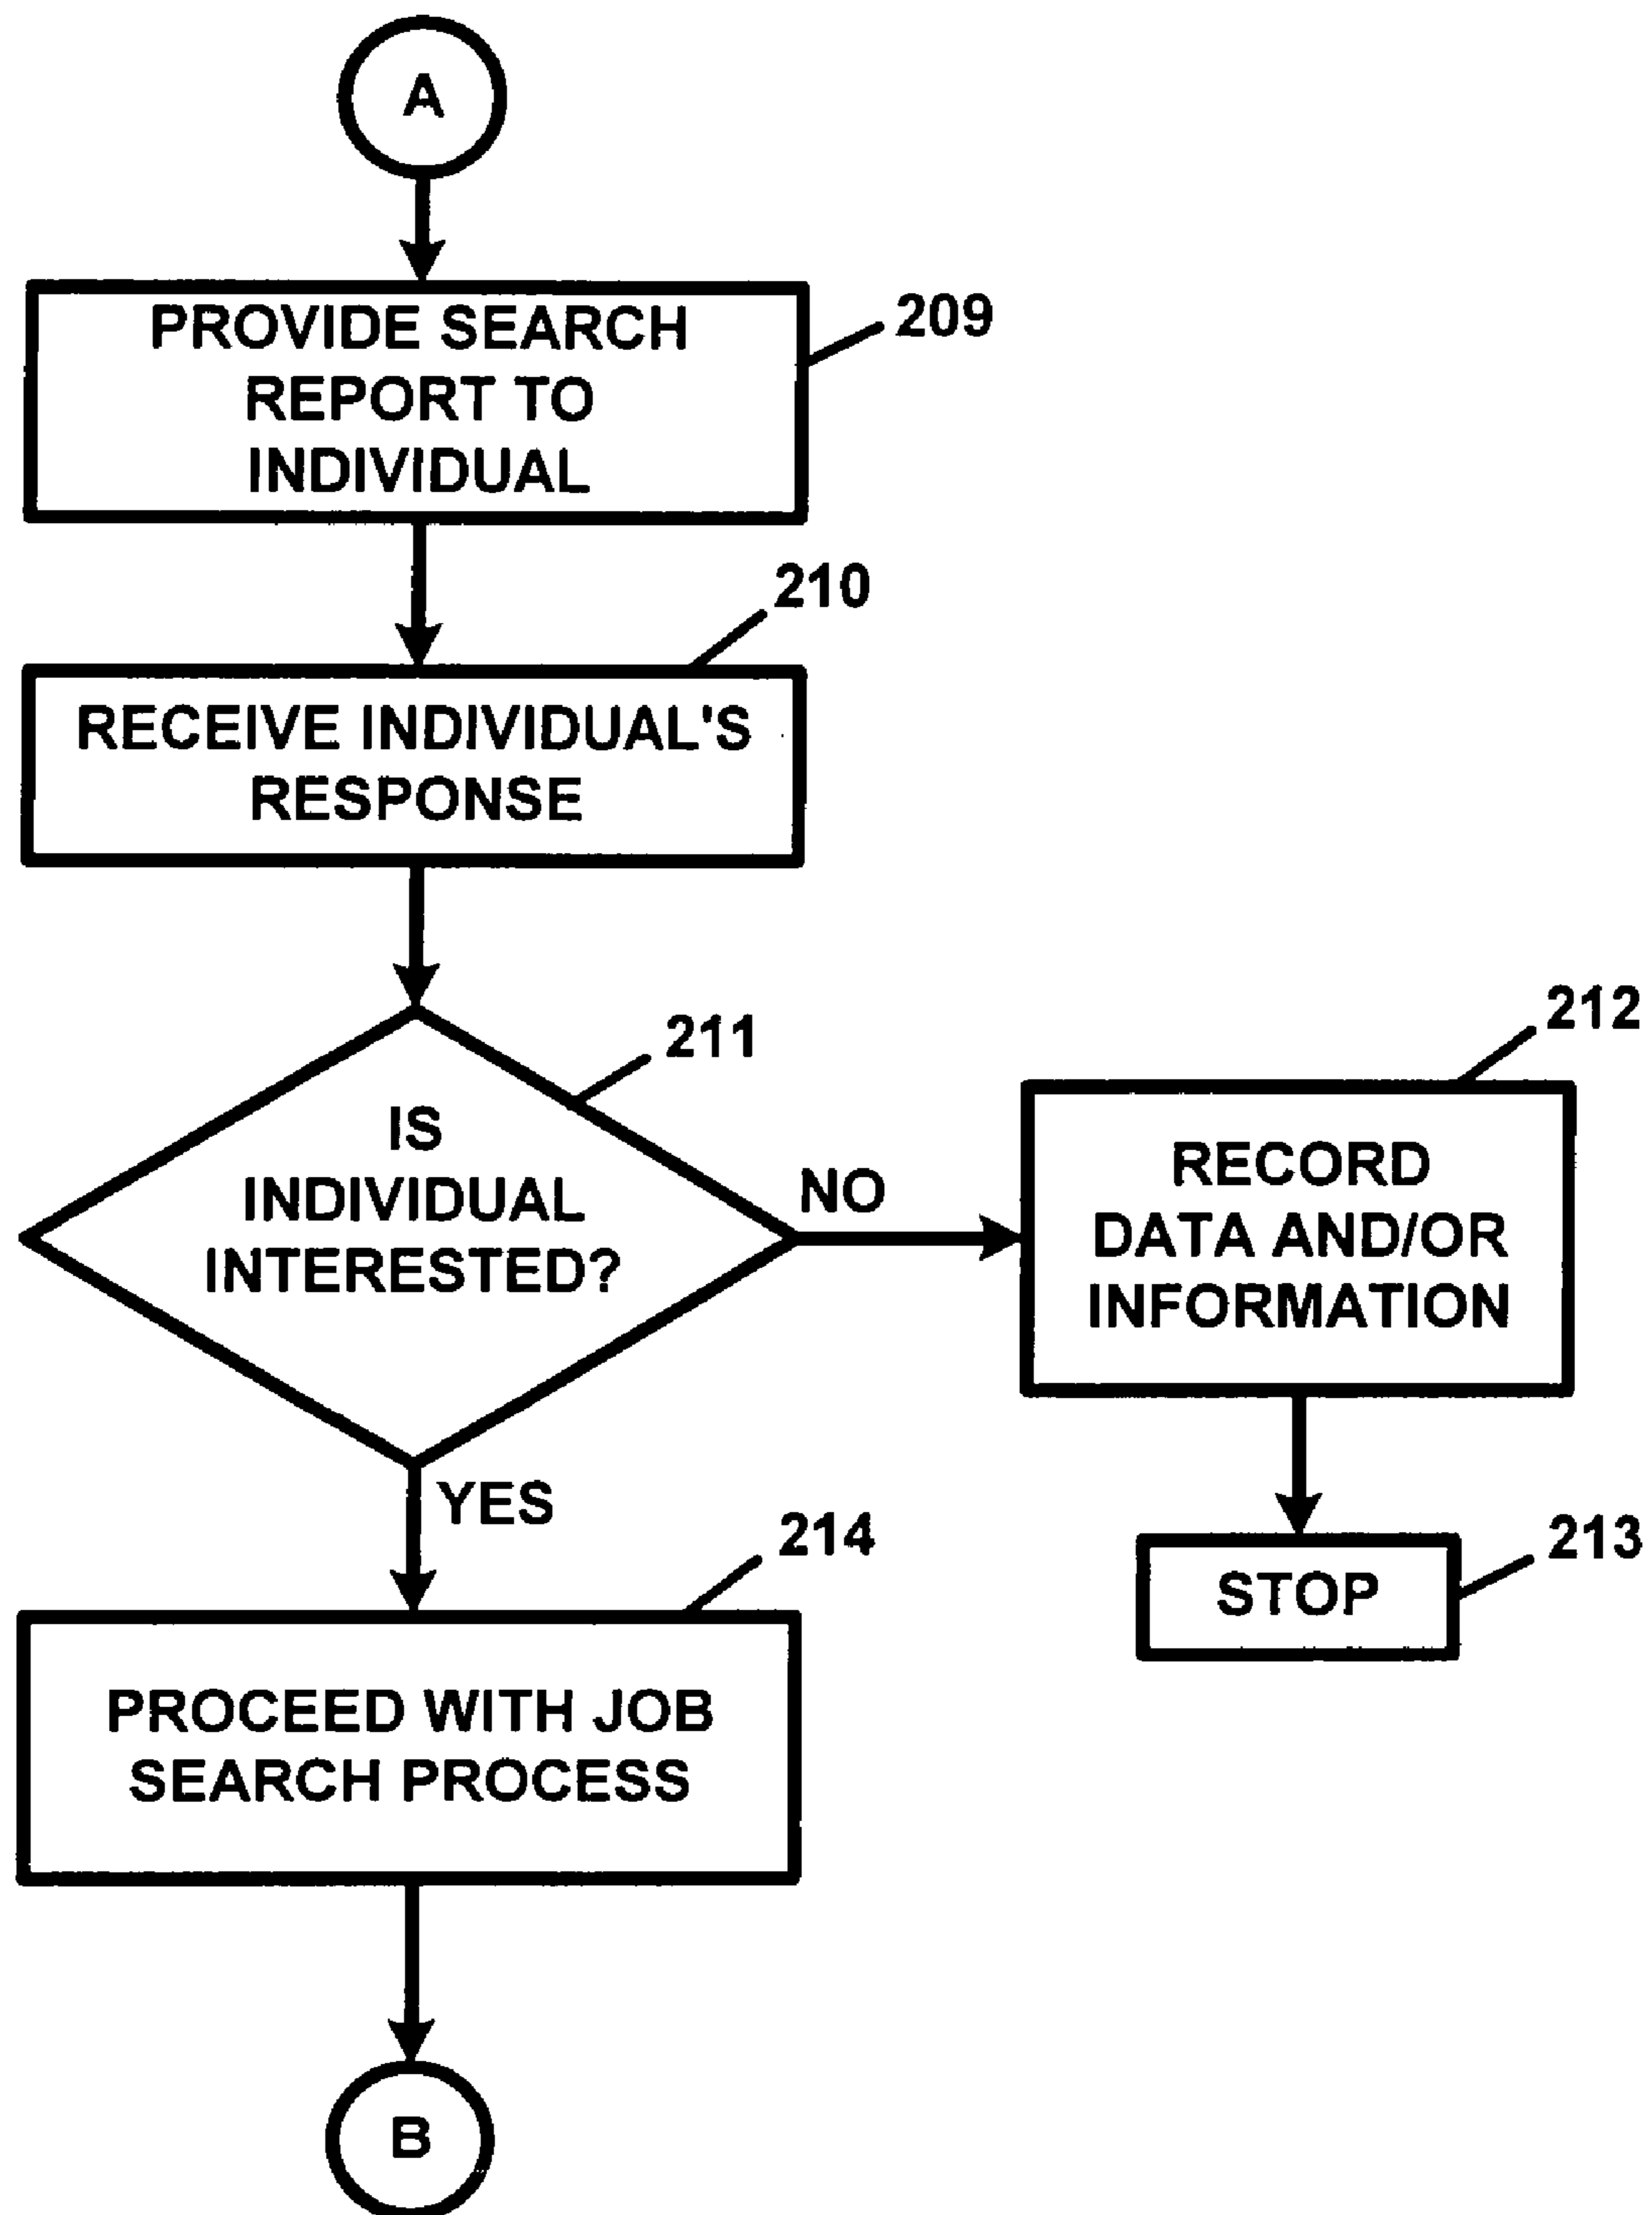 A
PROVIDE SEARCH
REPORT TO
INDIVIDUAL
209
210
RECEIVE INDIVIDUAL'S
RESPONSE
211
IS
INDIVIDUAL
INTERESTED?
NO
212
RECORD
DATA AND/OR
INFORMATION
YES
213
STOP
214
PROCEED WITH JOB
SEARCH PROCESS
B